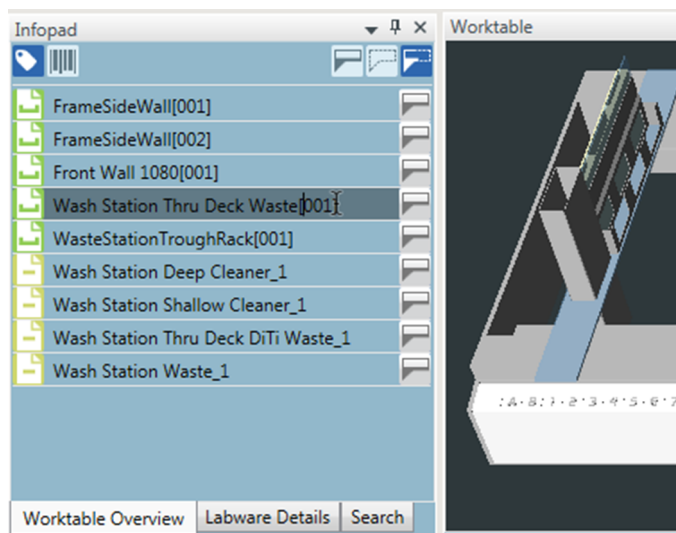 Infopad
Worktable
FrameSideWall[001]
FrameSideWall[002]
Front Wall 1080[001]
Wash Station Thru Deck Waste[001]
WasteStationTroughRack[001]
Wash Station Deep Cleaner_1
Wash Station Shallow Cleaner_1
Wash Station Thru Deck DiTi Waste_1
Wash Station Waste_1
Worktable Overview
Labware Details
Search